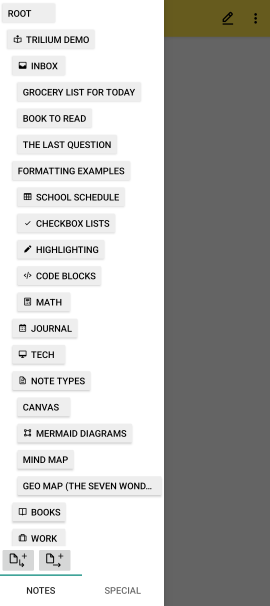 ROOT
TRILIUM DEMO
INBOX
GROCERY LIST FOR TODAY
BOOK TO READ
THE LAST QUESTION
FORMATTING EXAMPLES
SCHOOL SCHEDULE
CHECKBOX LISTS
HIGHLIGHTING
CODE BLOCKS
MATH
JOURNAL
TECH
NOTE TYPES
CANVAS
MERMAID DIAGRAMS
MIND MAP
GEO MAP (THE SEVEN WOND...
BOOKS
WORK
NOTES SPECIAL